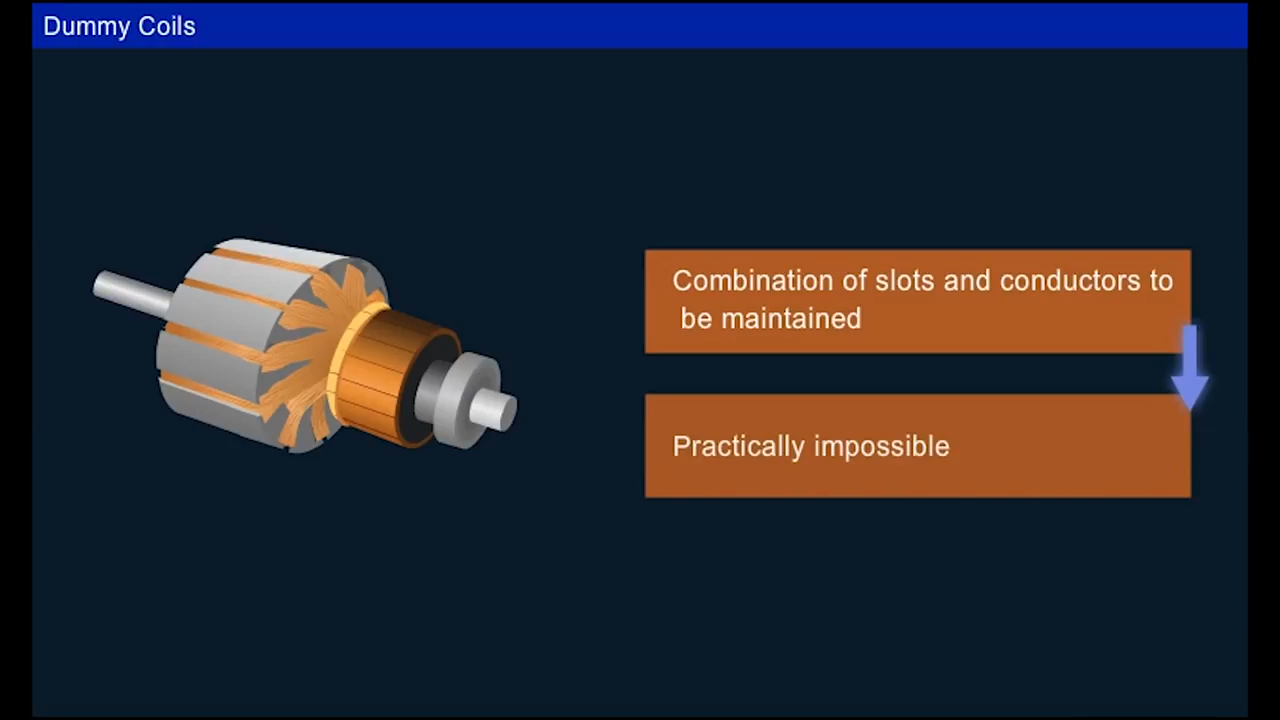 Dummy Coils
Combination of slots and conductors to
be maintained
Practically impossible